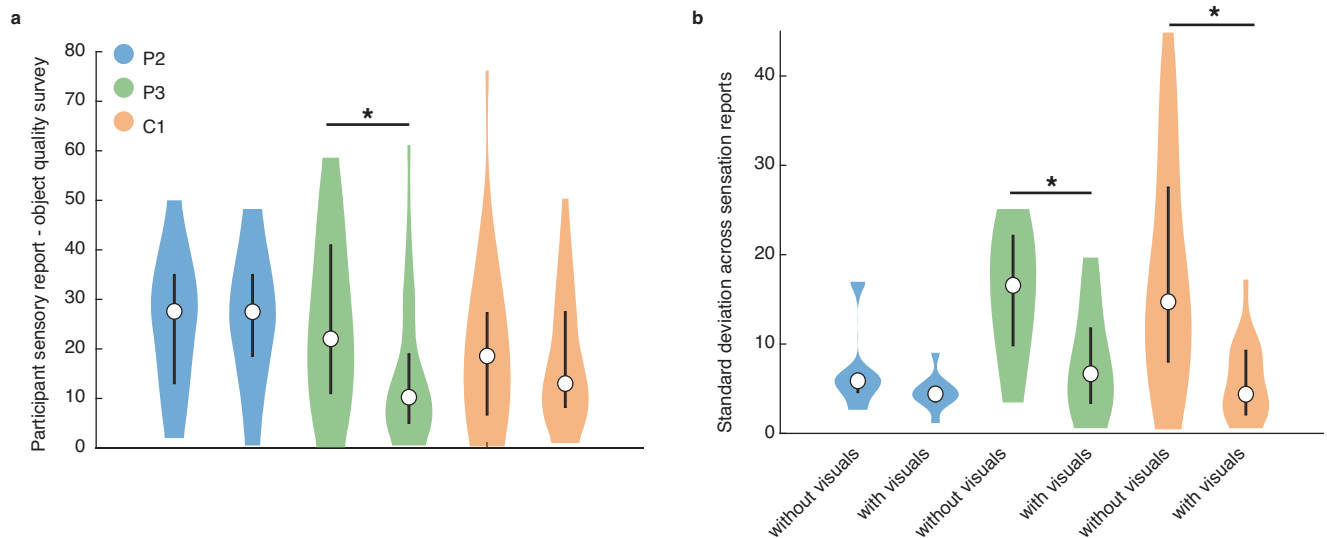 a
Participant sensory report - object quality survey
80
70
60
50
40
30
20
10
0
P2
P3
C1
*
b
Standard deviation across sensation reports
40
30
20
10
0
*
*
without visuals
with visuals
without visuals
with visuals
without visuals
with visuals